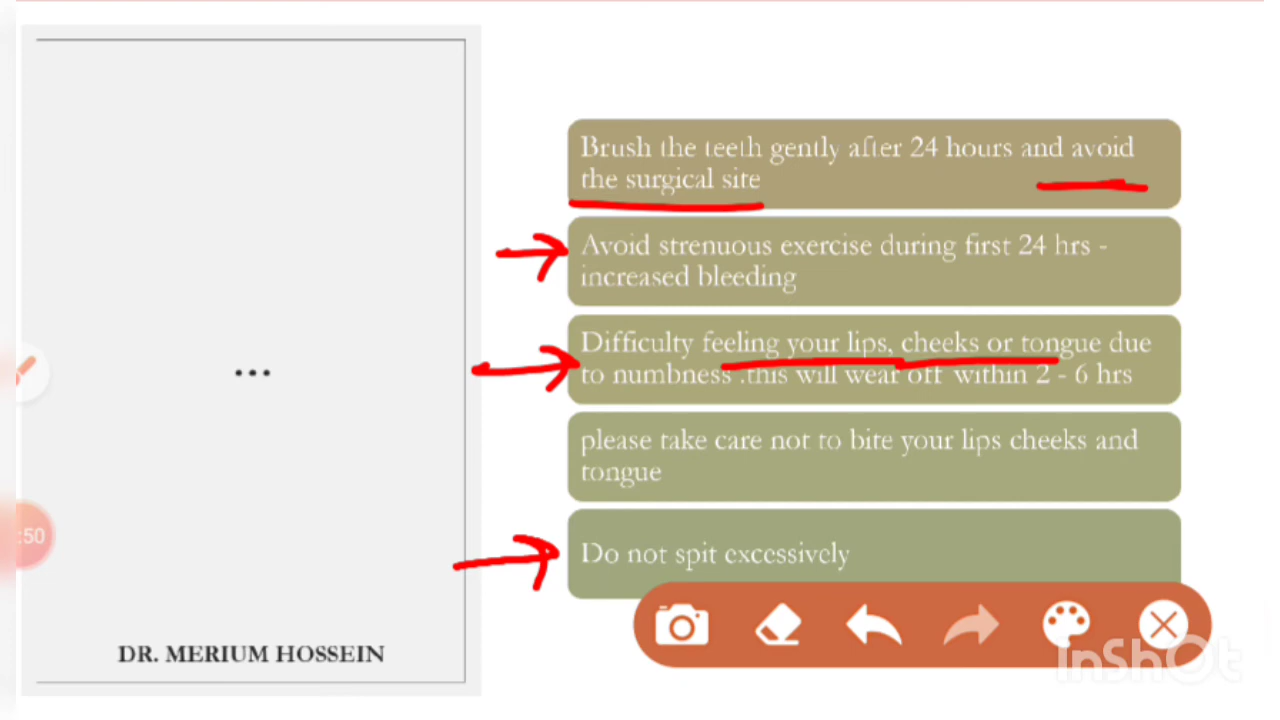 Brush the teeth gently after 24 hours and avoid
the surgical site
Avoid strenuous exercise during first 24 hrs -
increased bleeding
Difficulty feeling your lips, cheeks or tongue due
to numbness .this will wear off within 2 - 6 hrs
...
please take care not to bite your lips cheeks and
tongue
:50
Do not spit excessively
DR. MERIUM HOSSEIN
InShOt